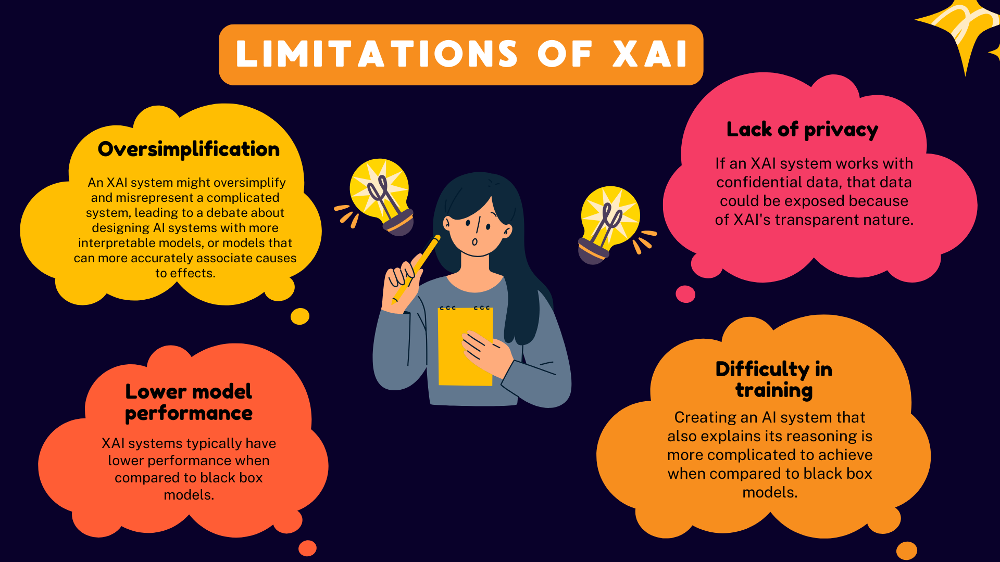 LIMITATIONS OF XAI
Oversimplification
An XAI system might oversimplify
and misrepresent a complicated
system, leading to a debate about
designing AI systems with more
interpretable models, or models that
can more accurately associate causes
to effects.
Lack of privacy
If an XAI system works with
confidential data, that data
could be exposed because
of XAI's transparent nature.
Lower model
performance
XAI systems typically have
lower performance when
compared to black box
models.
Difficulty in
training
Creating an AI system that
also explains its reasoning is
more complicated to achieve
when compared to black box
models.